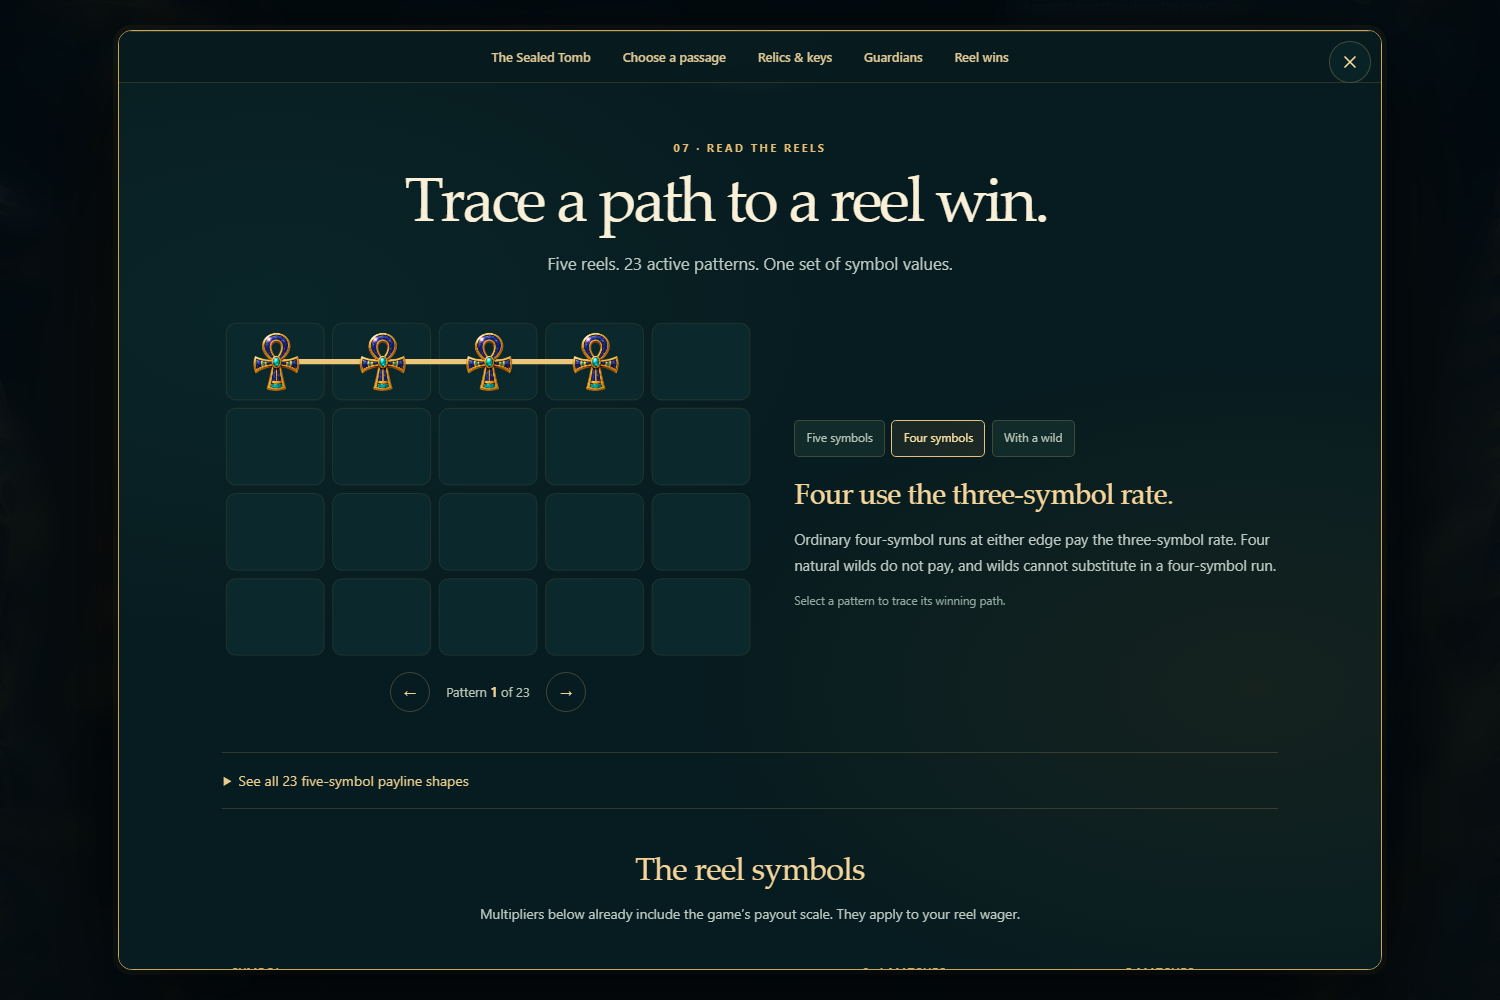 The Sealed Tomb Choose a passage Relics & keys Guardians Reel wins
07 · READ THE REELS
Trace a path to a reel win.
Five reels. 23 active patterns. One set of symbol values.
Five symbols Four symbols With a wild
Four use the three-symbol rate.
Ordinary four-symbol runs at either edge pay the three-symbol rate. Four
natural wilds do not pay, and wilds cannot substitute in a four-symbol run.
Select a pattern to trace its winning path.
← Pattern 1 of 23 →
▶ See all 23 five-symbol payline shapes
The reel symbols
Multipliers below already include the game's payout scale. They apply to your reel wager.